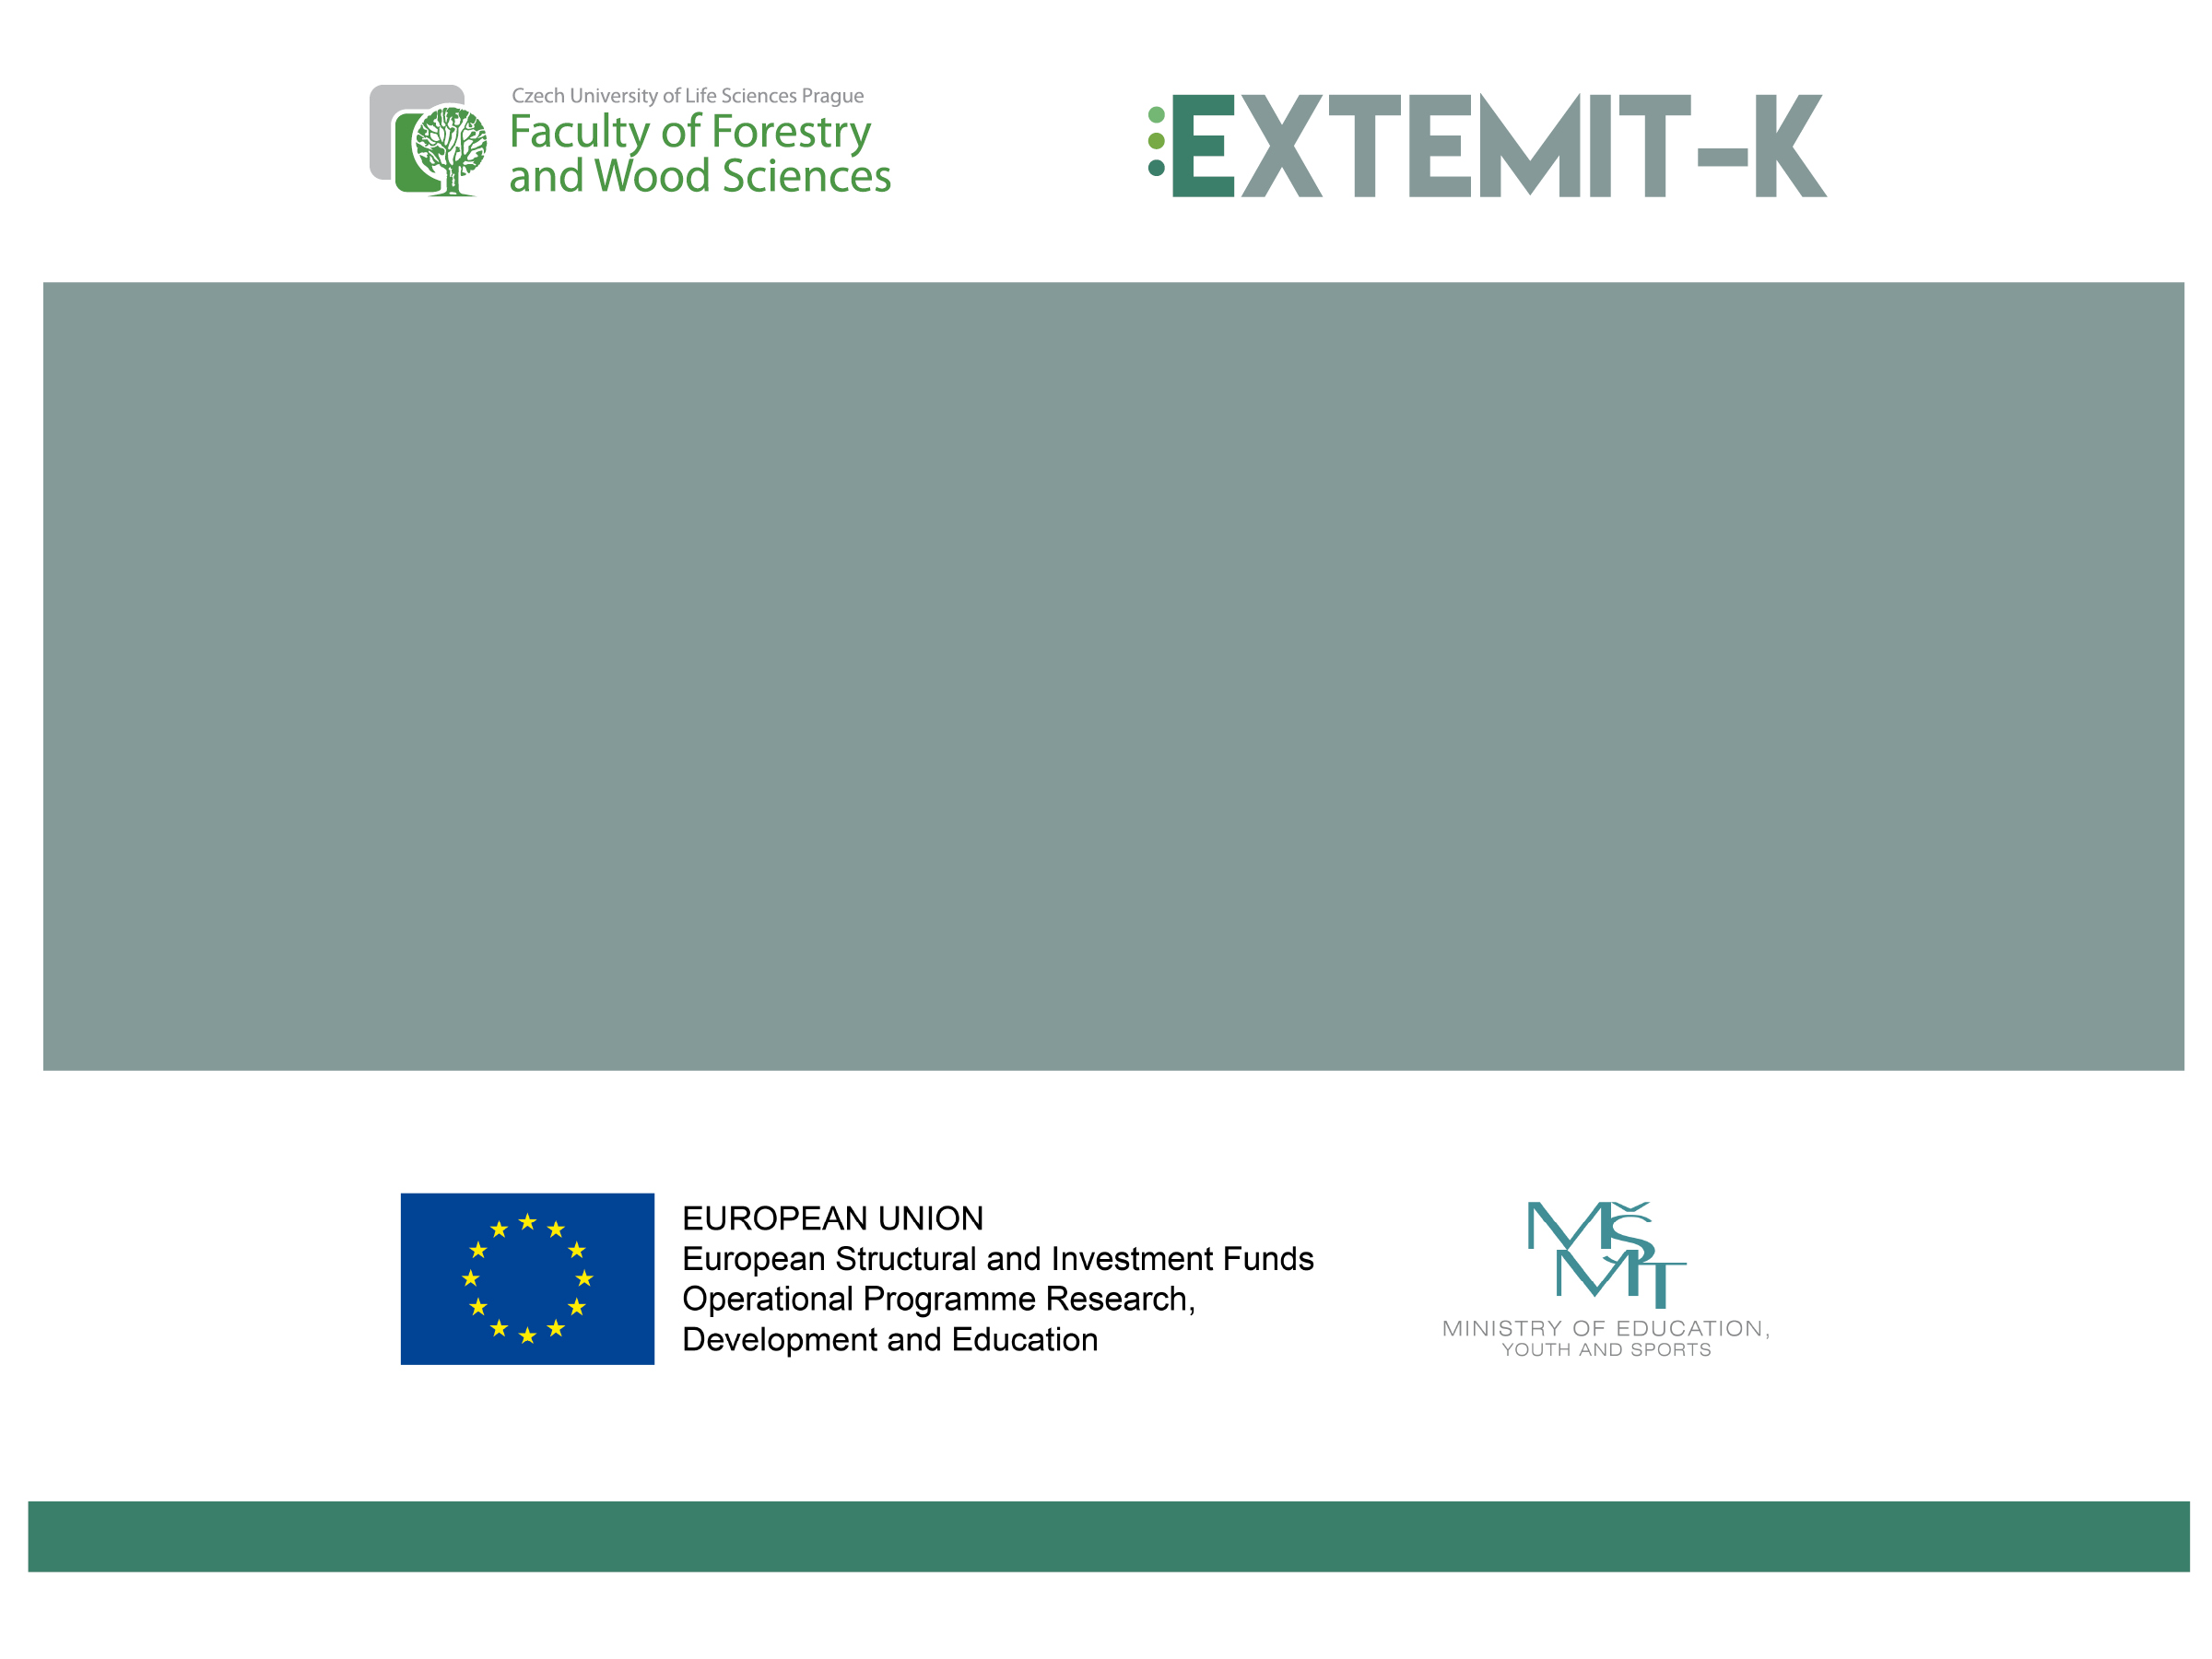 Czech University of Life Sciences Prague
Faculty of Forestry
and Wood Sciences
EXTEMIT-K
EUROPEAN UNION
European Structural and Investment Funds
Operational Programme Research,
Development and Education
MŠMT
MINISTRY OF EDUCATION,
YOUTH AND SPORTS